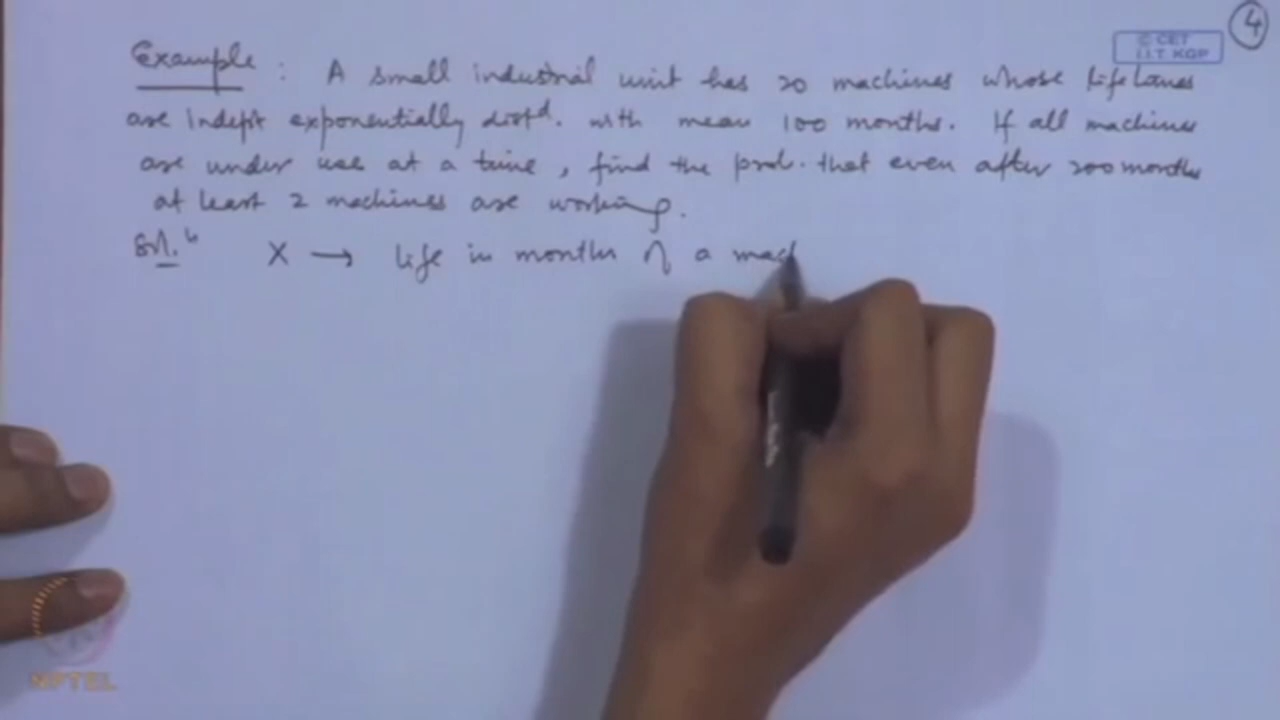 4
© CET
I.I.T. KGP
Example : A small industrial unit has 20 machines whose lifetimes
are indept exponentially distd. with mean 100 months. If all machines
are under use at a time , find the prob. that even after 200 months
at least 2 machines are working.
Sol.ⁿ X → life in months of a mach
NPTEL